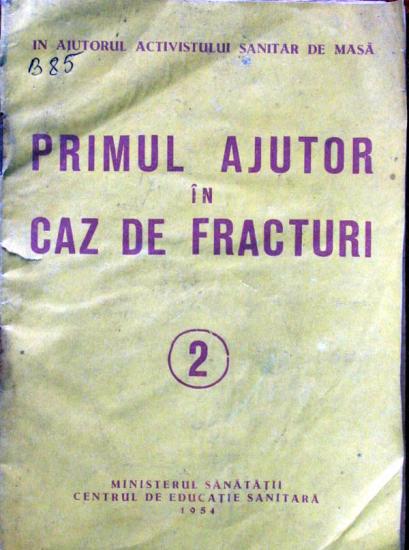 IN AJUTORUL ACTIVISTULUI SANITAR DE MASĂ
B 85
PRIMUL AJUTOR
ÎN
CAZ DE FRACTURI
2
MINISTERUL SĂNĂTĂȚII
CENTRUL DE EDUCAȚIE SANITARĂ
1954